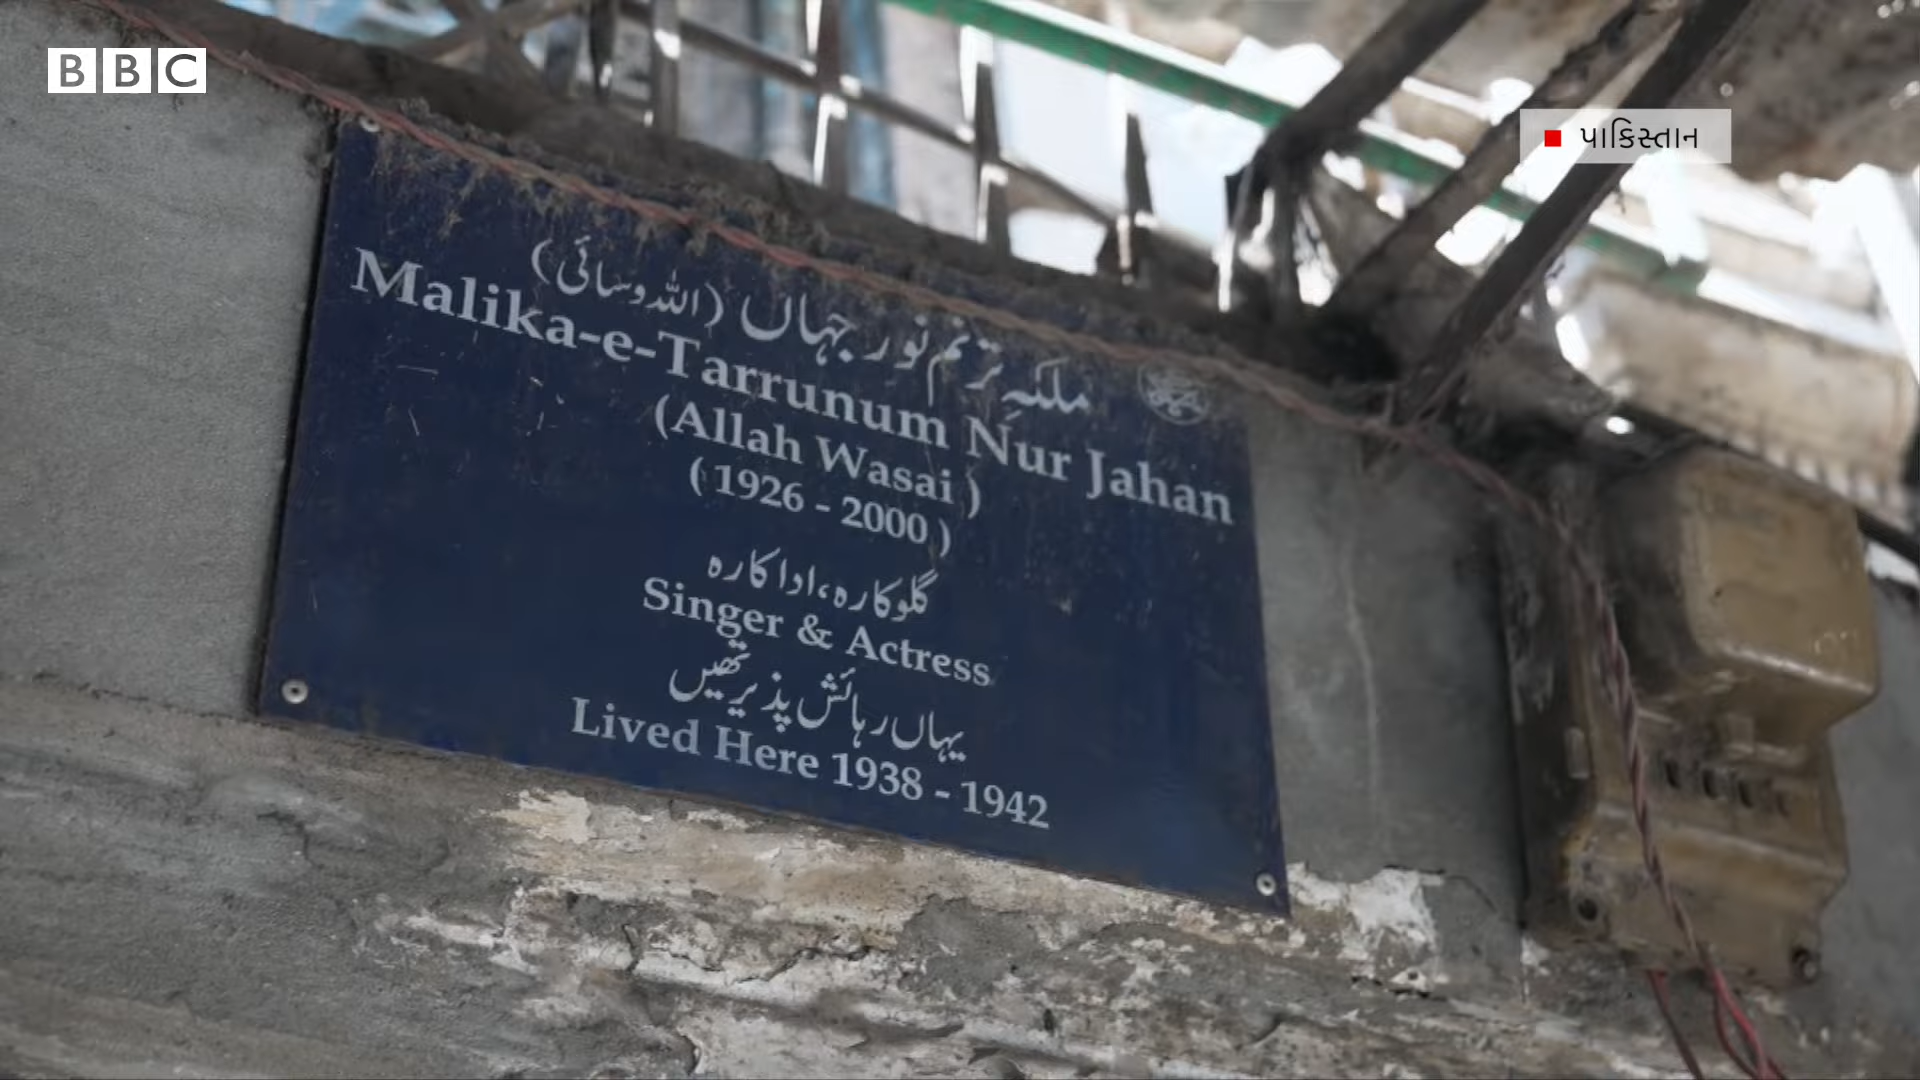 BBC
પાકિસ્તાન
ملکہِ ترنم نور جہاں (اللہ وسائی)
Malika-e-Tarrunum Nur Jahan
(Allah Wasai)
(1926 - 2000)
گلوکارہ، اداکارہ
Singer & Actress
یہاں رہائش پذیر تھیں
Lived Here 1938 - 1942